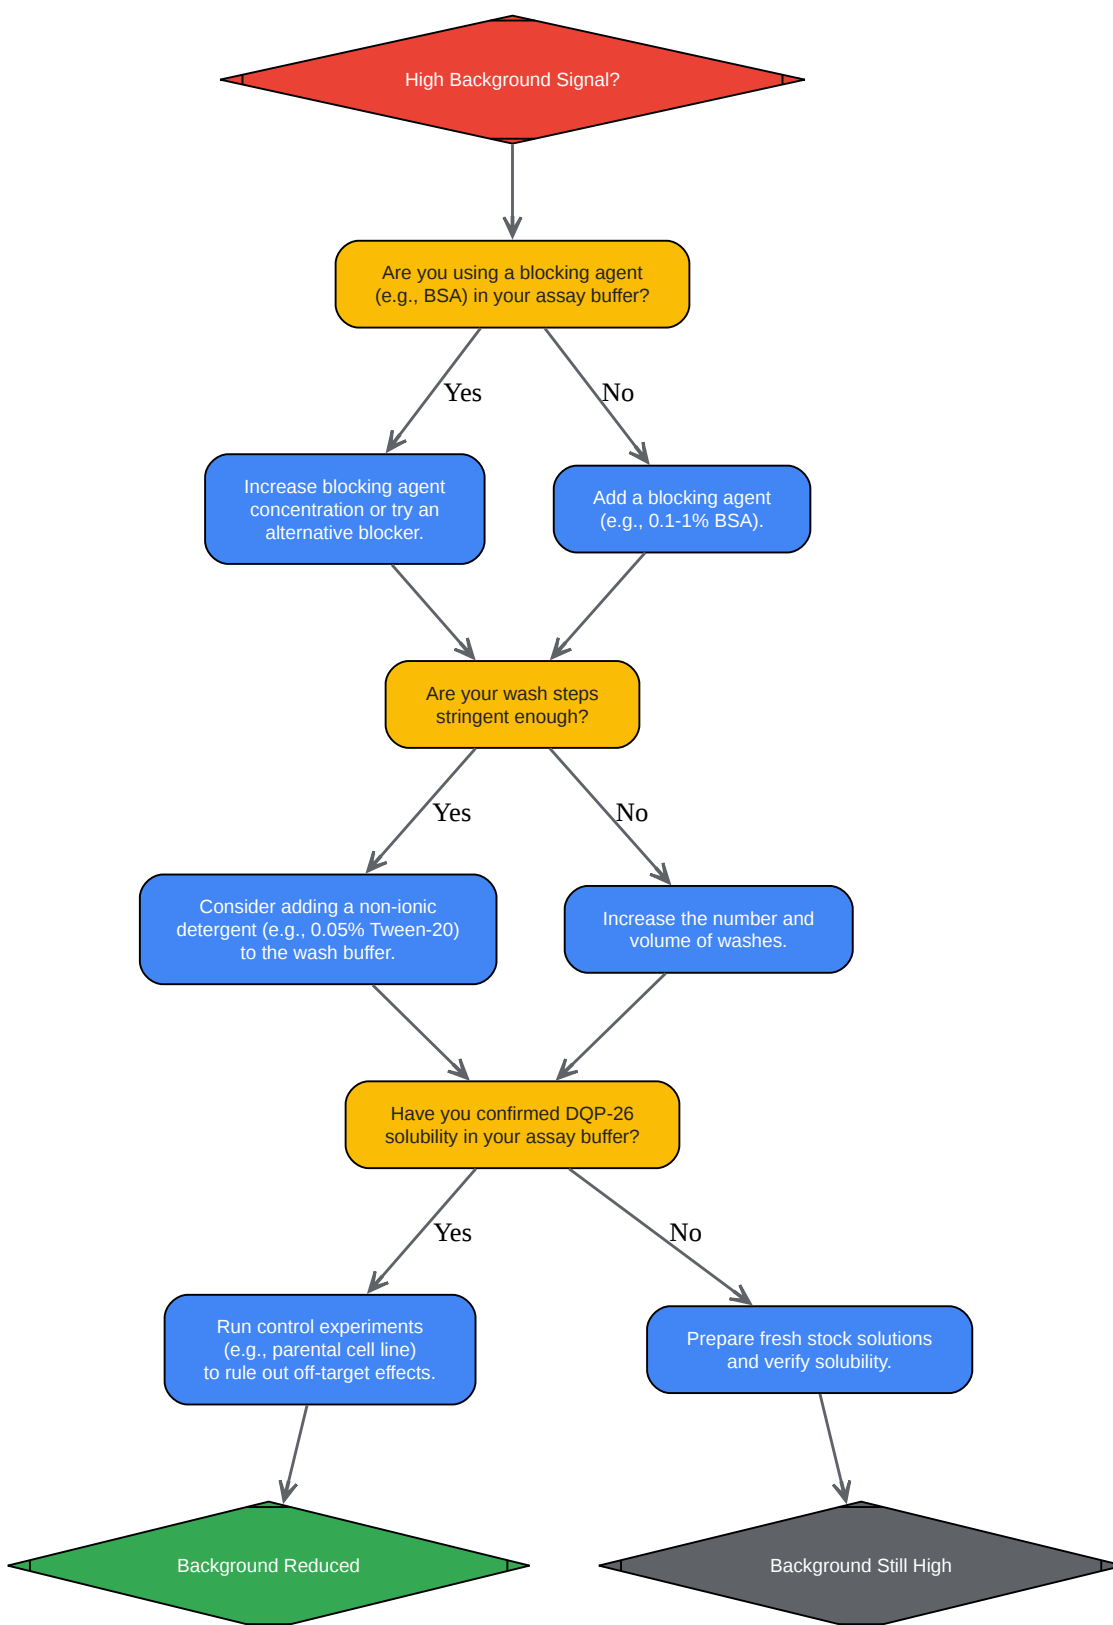 High Background Signal?
Are you using a blocking agent
(e.g., BSA) in your assay buffer?
Yes
No
Increase blocking agent
concentration or try an
alternative blocker.
Add a blocking agent
(e.g., 0.1-1% BSA).
Are your wash steps
stringent enough?
Yes
No
Consider adding a non-ionic
detergent (e.g., 0.05% Tween-20)
to the wash buffer.
Increase the number and
volume of washes.
Have you confirmed DQP-26
solubility in your assay buffer?
Yes
No
Run control experiments
(e.g., parental cell line)
to rule out off-target effects.
Prepare fresh stock solutions
and verify solubility.
Background Reduced
Background Still High